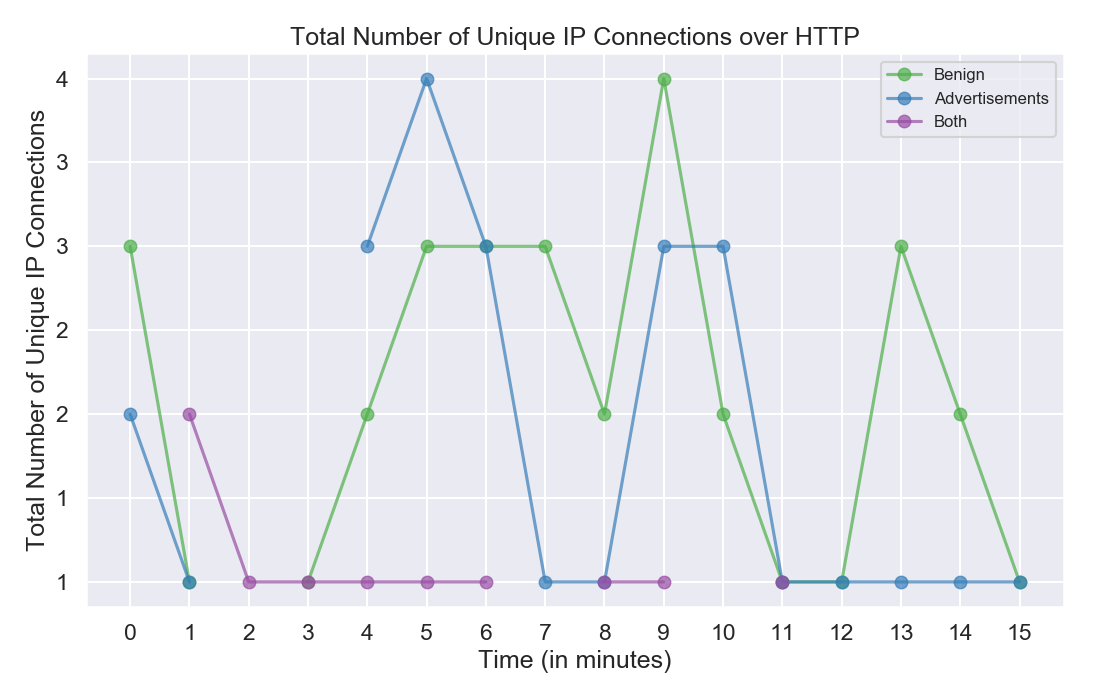 Total Number of Unique IP Connections over HTTP
Total Number of Unique IP Connections
4
3
3
2
2
1
1
Benign
Advertisements
Both
0 1 2 3 4 5 6 7 8 9 10 11 12 13 14 15
Time (in minutes)